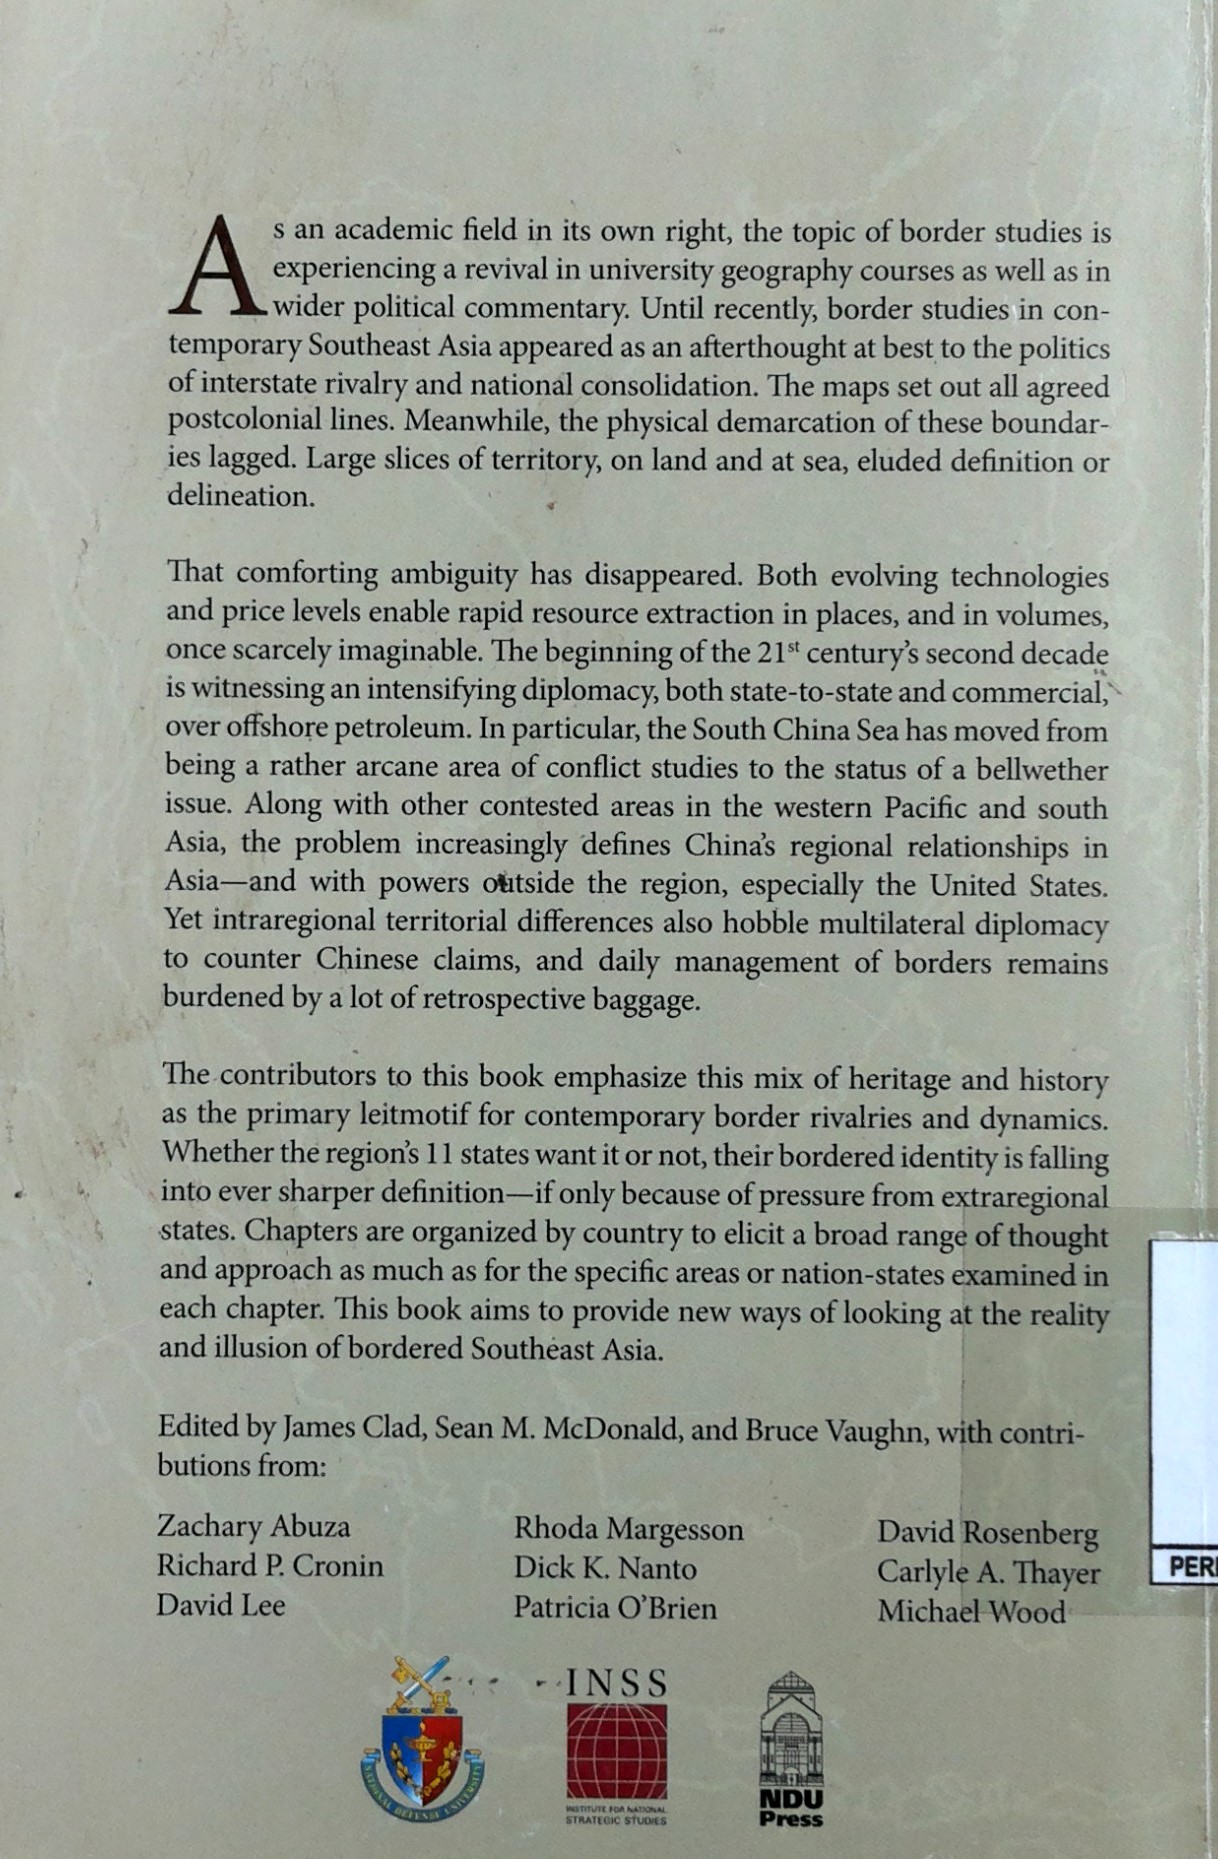 As an academic field in its own right, the topic of border studies is
experiencing a revival in university geography courses as well as in
wider political commentary. Until recently, border studies in con-
temporary Southeast Asia appeared as an afterthought at best to the politics
of interstate rivalry and national consolidation. The maps set out all agreed
postcolonial lines. Meanwhile, the physical demarcation of these boundar-
ies lagged. Large slices of territory, on land and at sea, eluded definition or
delineation.
That comforting ambiguity has disappeared. Both evolving technologies
and price levels enable rapid resource extraction in places, and in volumes,
once scarcely imaginable. The beginning of the 21st century's second decade
is witnessing an intensifying diplomacy, both state-to-state and commercial,
over offshore petroleum. In particular, the South China Sea has moved from
being a rather arcane area of conflict studies to the status of a bellwether
issue. Along with other contested areas in the western Pacific and south
Asia, the problem increasingly defines China's regional relationships in
Asia—and with powers outside the region, especially the United States.
Yet intraregional territorial differences also hobble multilateral diplomacy
to counter Chinese claims, and daily management of borders remains
burdened by a lot of retrospective baggage.
The contributors to this book emphasize this mix of heritage and history
as the primary leitmotif for contemporary border rivalries and dynamics.
Whether the region's 11 states want it or not, their bordered identity is falling
into ever sharper definition—if only because of pressure from extraregional
states. Chapters are organized by country to elicit a broad range of thought
and approach as much as for the specific areas or nation-states examined in
each chapter. This book aims to provide new ways of looking at the reality
and illusion of bordered Southeast Asia.
Edited by James Clad, Sean M. McDonald, and Bruce Vaughn, with contri-
butions from:
Zachary Abuza
Richard P. Cronin
David Lee
Rhoda Margesson
Dick K. Nanto
Patricia O'Brien
David Rosenberg
Carlyle A. Thayer
Michael Wood
PER
NATIONAL DEFENSE UNIVERSITY
INSS
INSTITUTE FOR NATIONAL
STRATEGIC STUDIES
NDU
Press